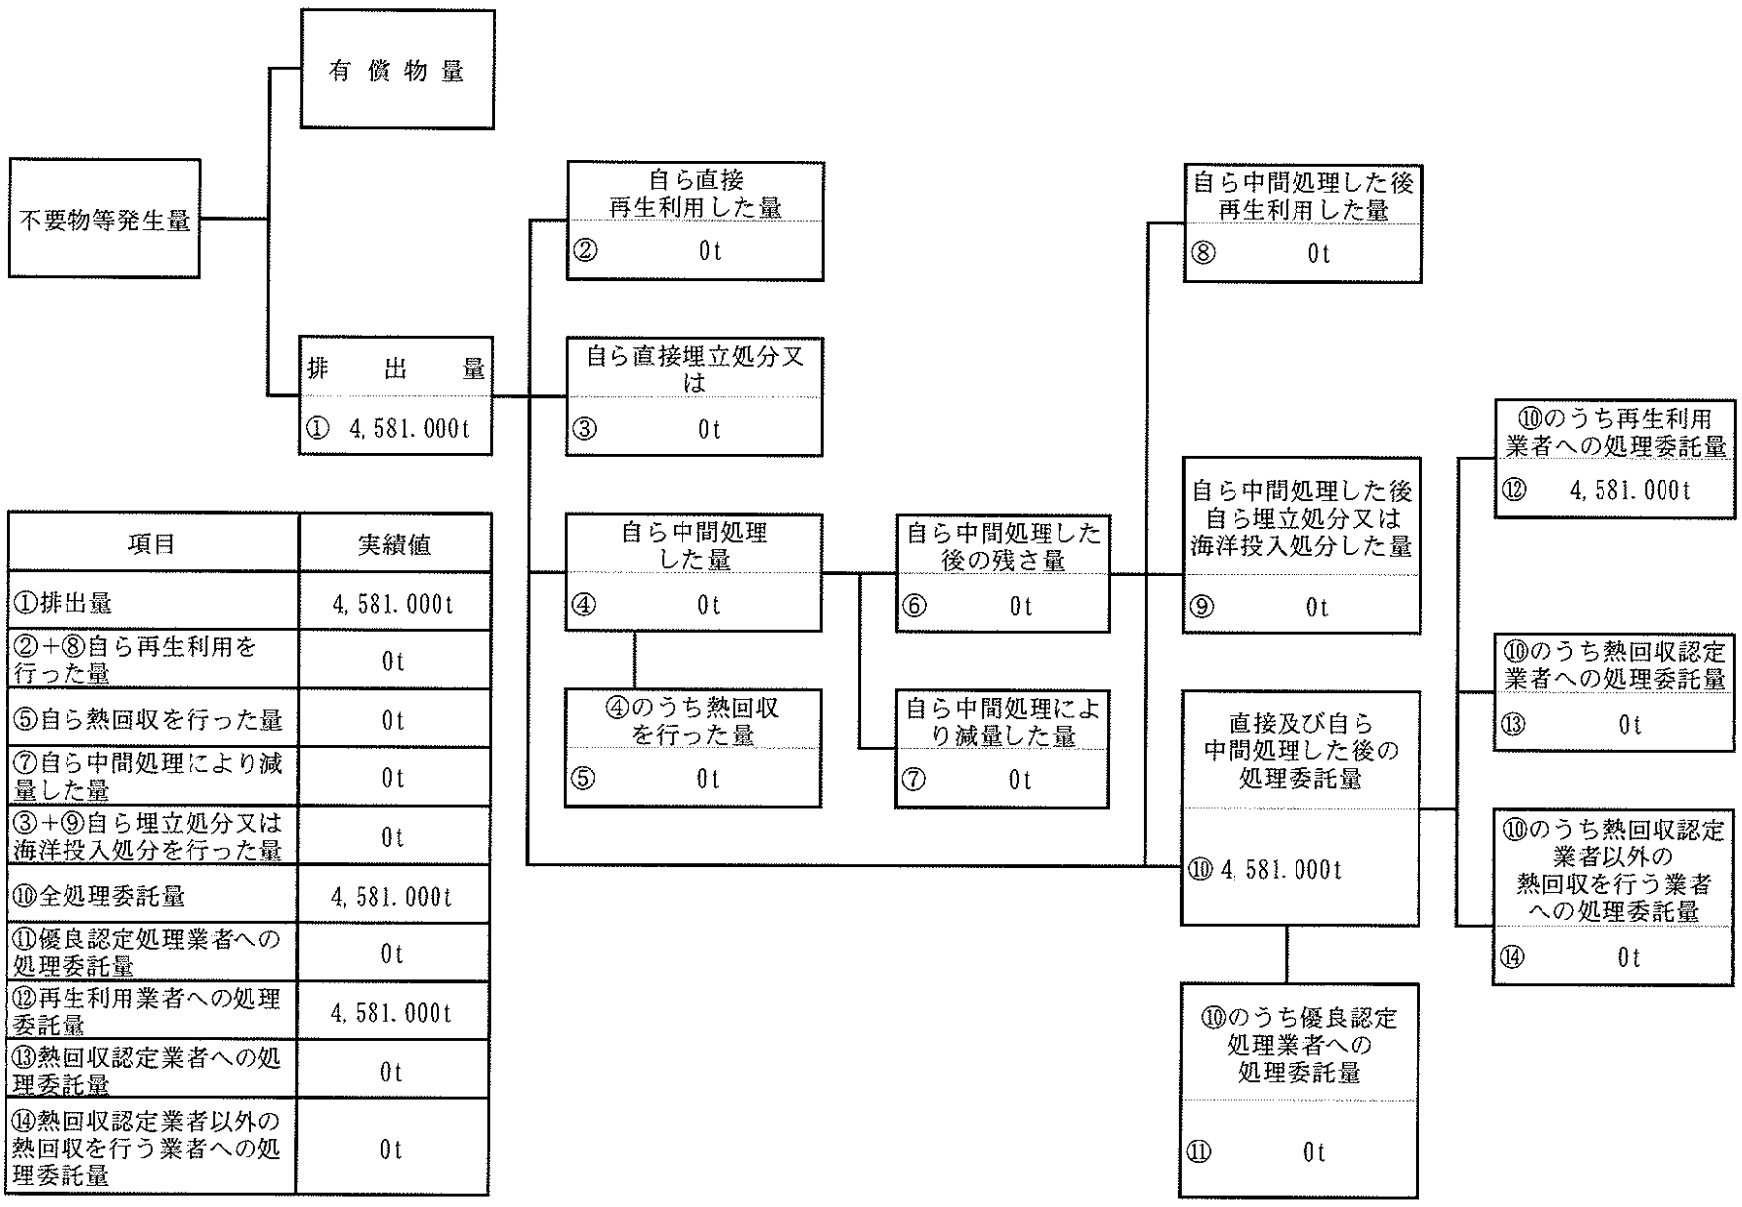 有償物量
不要物等発生量
排出量
① 4,581.000t
自ら直接
再生利用した量
② 0t
自ら直接埋立処分又
は
③ 0t
自ら中間処理
した量
④ 0t
④のうち熱回収
を行った量
⑤ 0t
自ら中間処理した
後の残さ量
⑥ 0t
自ら中間処理によ
り減量した量
⑦ 0t
自ら中間処理した後
再生利用した量
⑧ 0t
自ら中間処理した後
自ら埋立処分又は
海洋投入処分した量
⑨ 0t
直接及び自ら
中間処理した後の
処理委託量
⑩ 4,581.000t
⑩のうち優良認定
処理業者への
処理委託量
⑪ 0t
⑩のうち再生利用
業者への処理委託量
⑫ 4,581.000t
⑩のうち熱回収認定
業者への処理委託量
⑬ 0t
⑩のうち熱回収認定
業者以外の
熱回収を行う業者
への処理委託量
⑭ 0t
項目 実績値
①排出量 4,581.000t
②+⑧自ら再生利用を
行った量 0t
⑤自ら熱回収を行った量 0t
⑦自ら中間処理により減
量した量 0t
③+⑨自ら埋立処分又は
海洋投入処分を行った量 0t
⑩全処理委託量 4,581.000t
⑪優良認定処理業者への
処理委託量 0t
⑫再生利用業者への処理
委託量 4,581.000t
⑬熱回収認定業者への処
理委託量 0t
⑭熱回収認定業者以外の
熱回収を行う業者への処
理委託量 0t